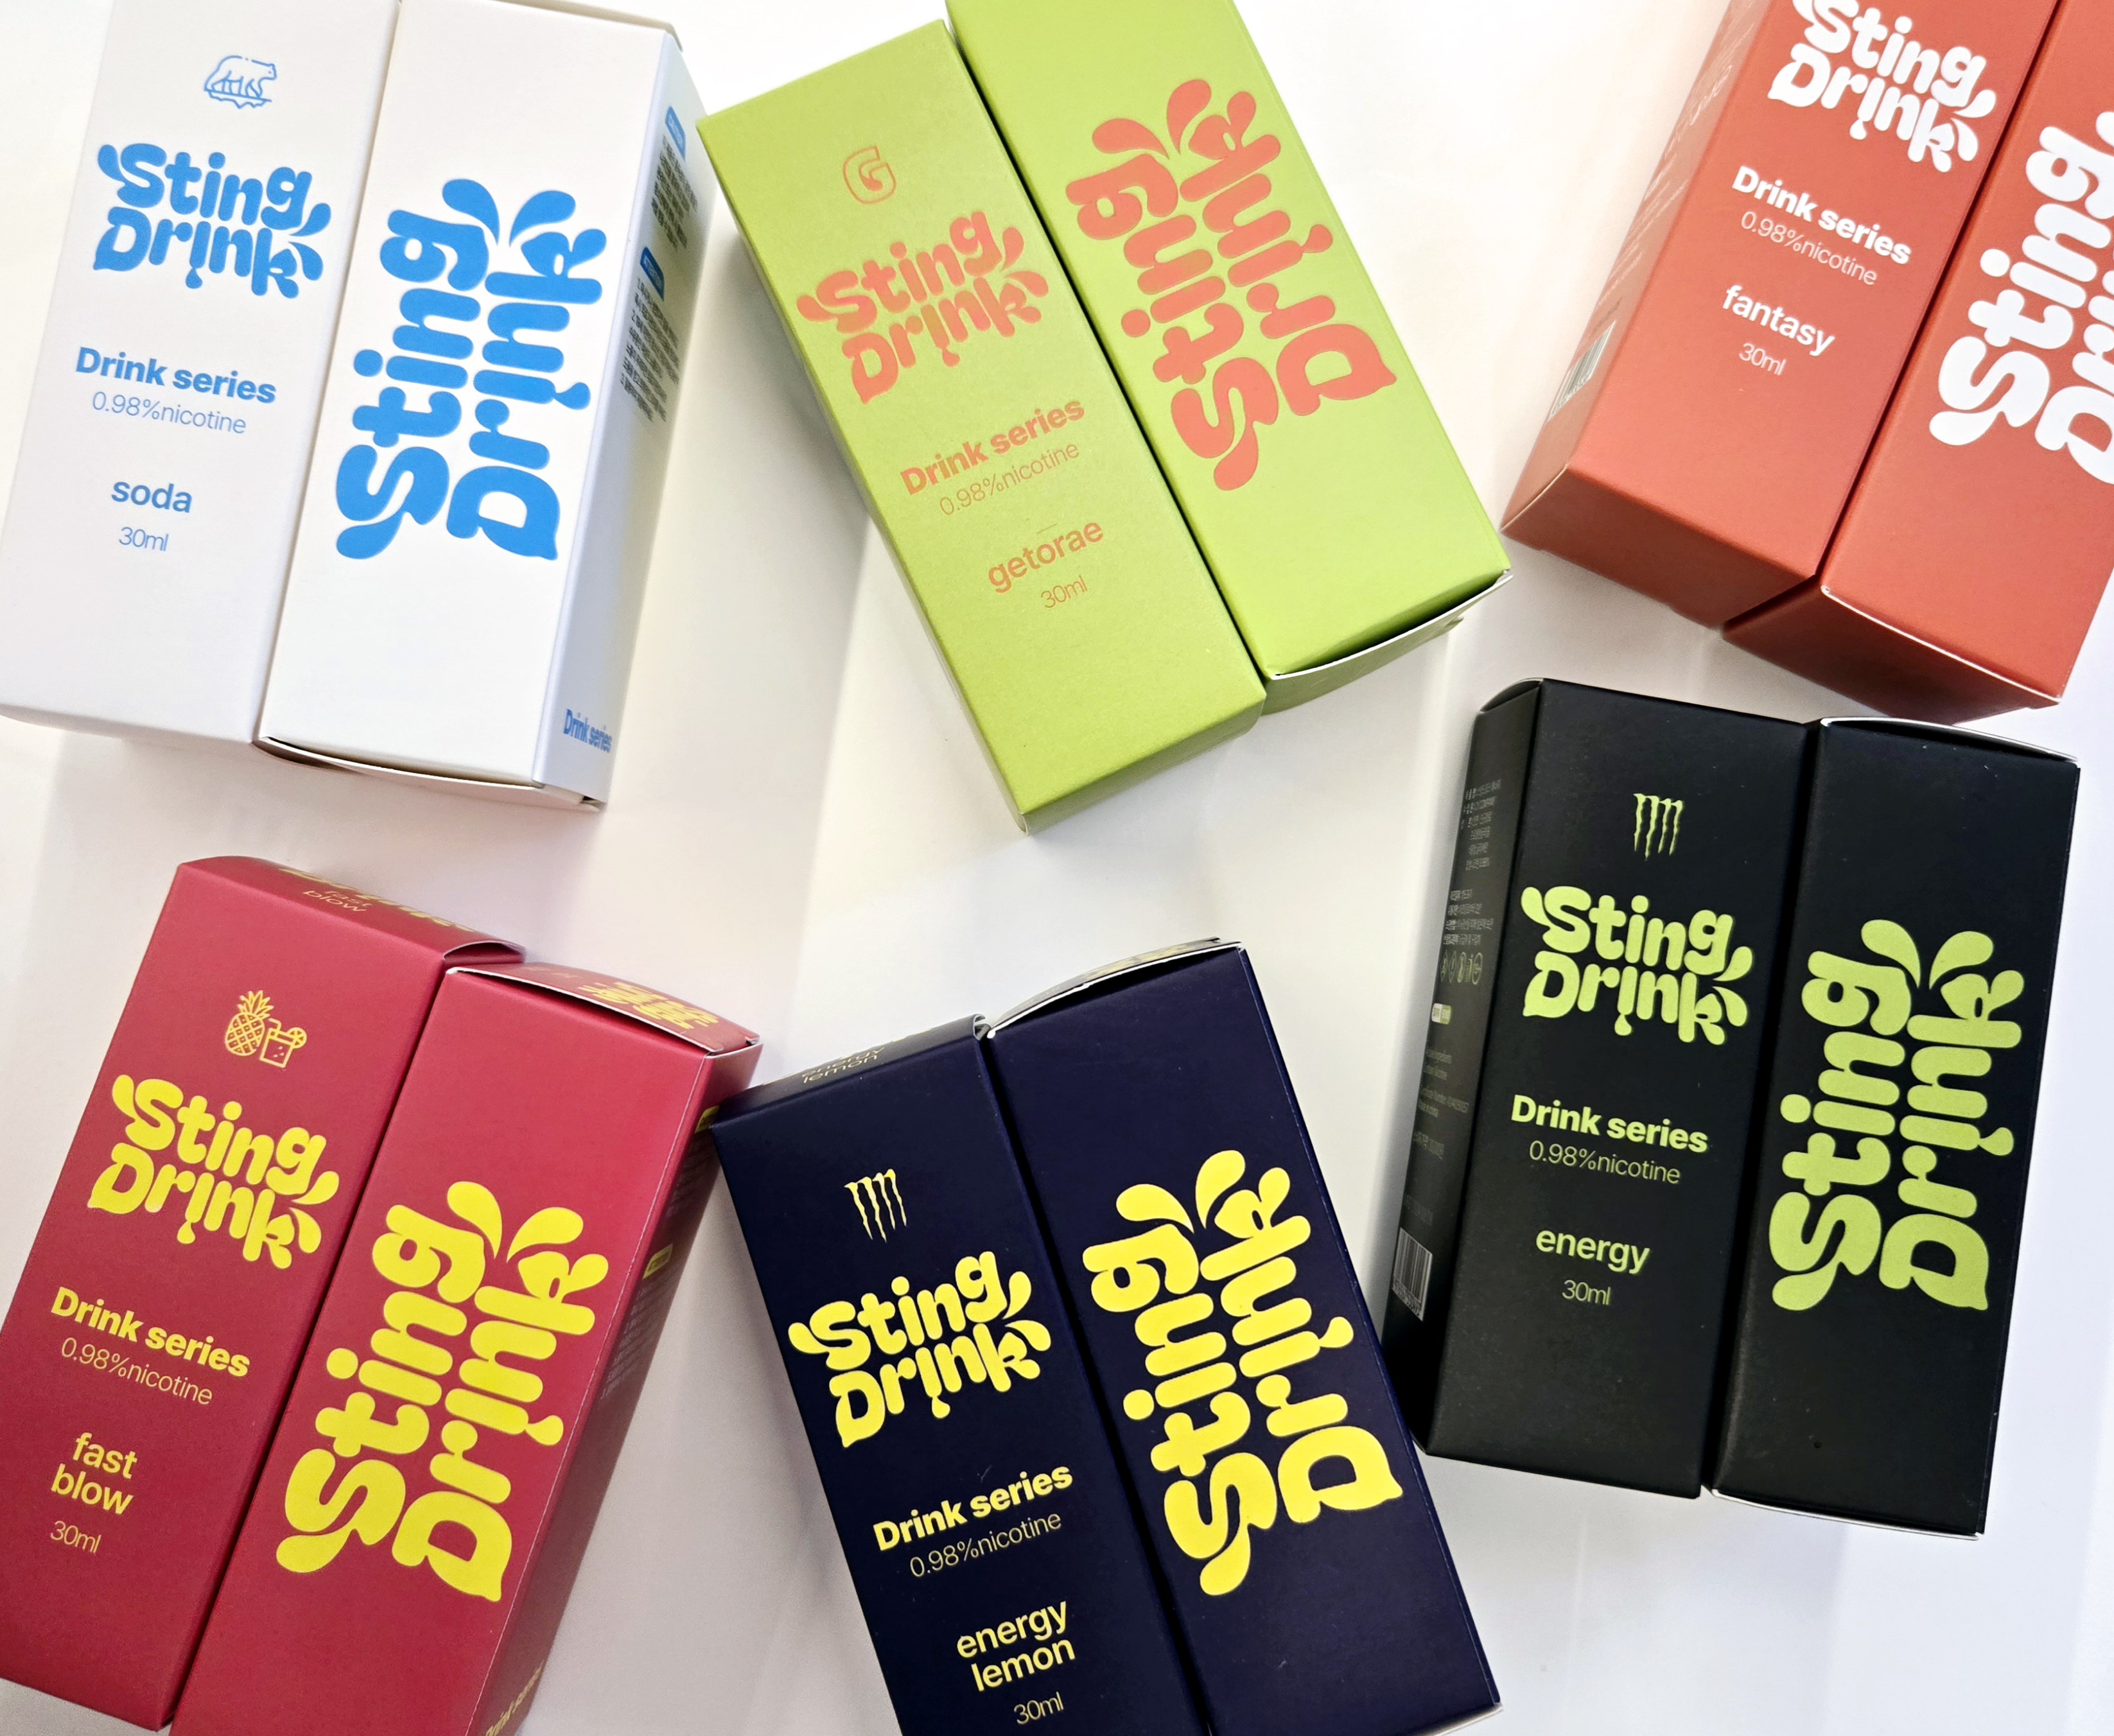 Sting
Drink
Drink series
0.98%nicotine
soda
30ml
Sting
Drink
Drink series
G
Sting
Drink
Drink series
0.98%nicotine
getorae
30ml
Sting
Drink
Sting
Drink
Drink series
0.98%nicotine
fantasy
30ml
Sting
fast
blow
Sting
Drink
Drink series
0.98%nicotine
fast
blow
30ml
Sting
Drink
Drink series
energy
lemon
Sting
Drink
Drink series
0.98%nicotine
energy
lemon
30ml
Sting
Drink
Sting
Drink
Drink series
0.98%nicotine
energy
30ml
Sting
Drink